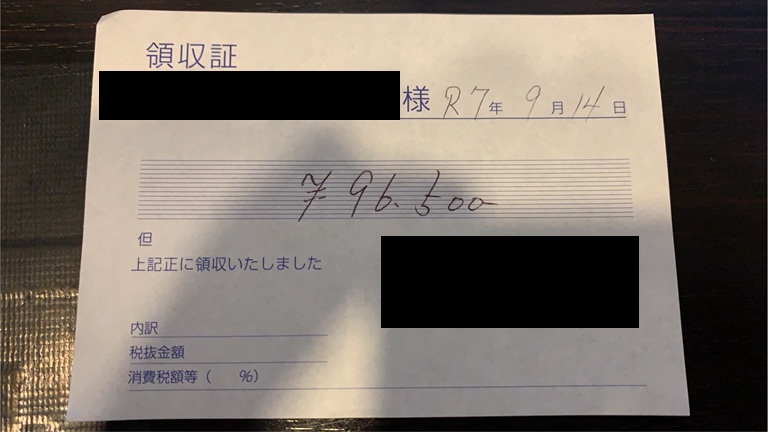 領収証
様 R7年 9月 14日
¥96.500-
但
上記正に領収いたしました
内訳
税抜金額
消費税額等(  %)